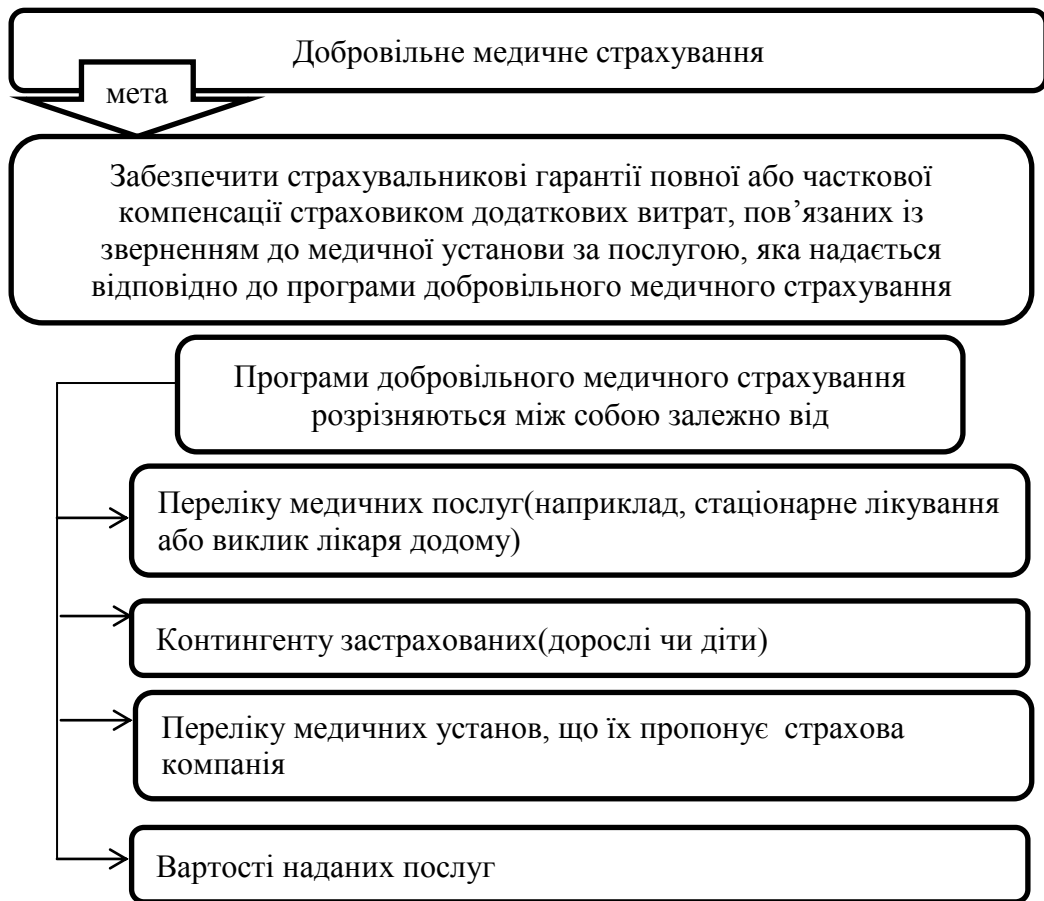 Добровільне медичне страхування
мета
Забезпечити страхувальникові гарантії повної або часткової
компенсації страховиком додаткових витрат, пов’язаних із
зверненням до медичної установи за послугою, яка надається
відповідно до програми добровільного медичного страхування
Програми добровільного медичного страхування
розрізняються між собою залежно від
Переліку медичних послуг(наприклад, стаціонарне лікування
або виклик лікаря додому)
Контингенту застрахованих(дорослі чи діти)
Переліку медичних установ, що їх пропонує страхова
компанія
Вартості наданих послуг